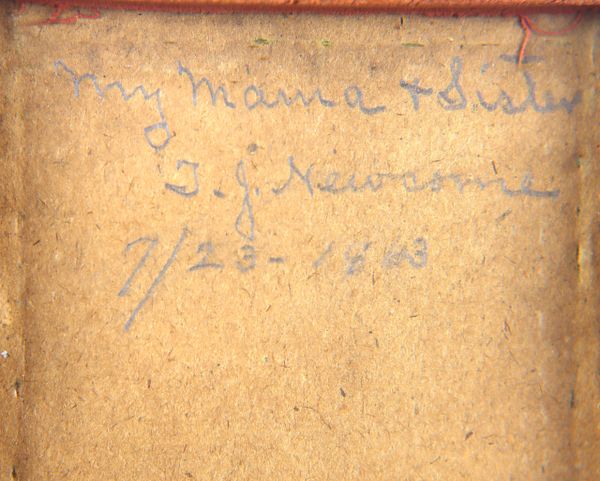 My Mama & Sister
T. J. Newcome
7/23-1863